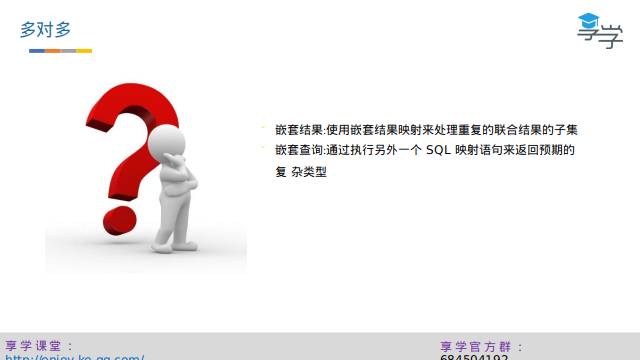 多对多
享学
嵌套结果:使用嵌套结果映射来处理重复的联合结果的子集
嵌套查询:通过执行另外一个 SQL 映射语句来返回预期的
复 杂类型
享学课堂：
http://enjoy.ke.qq.com/
享学官方群：
684504192